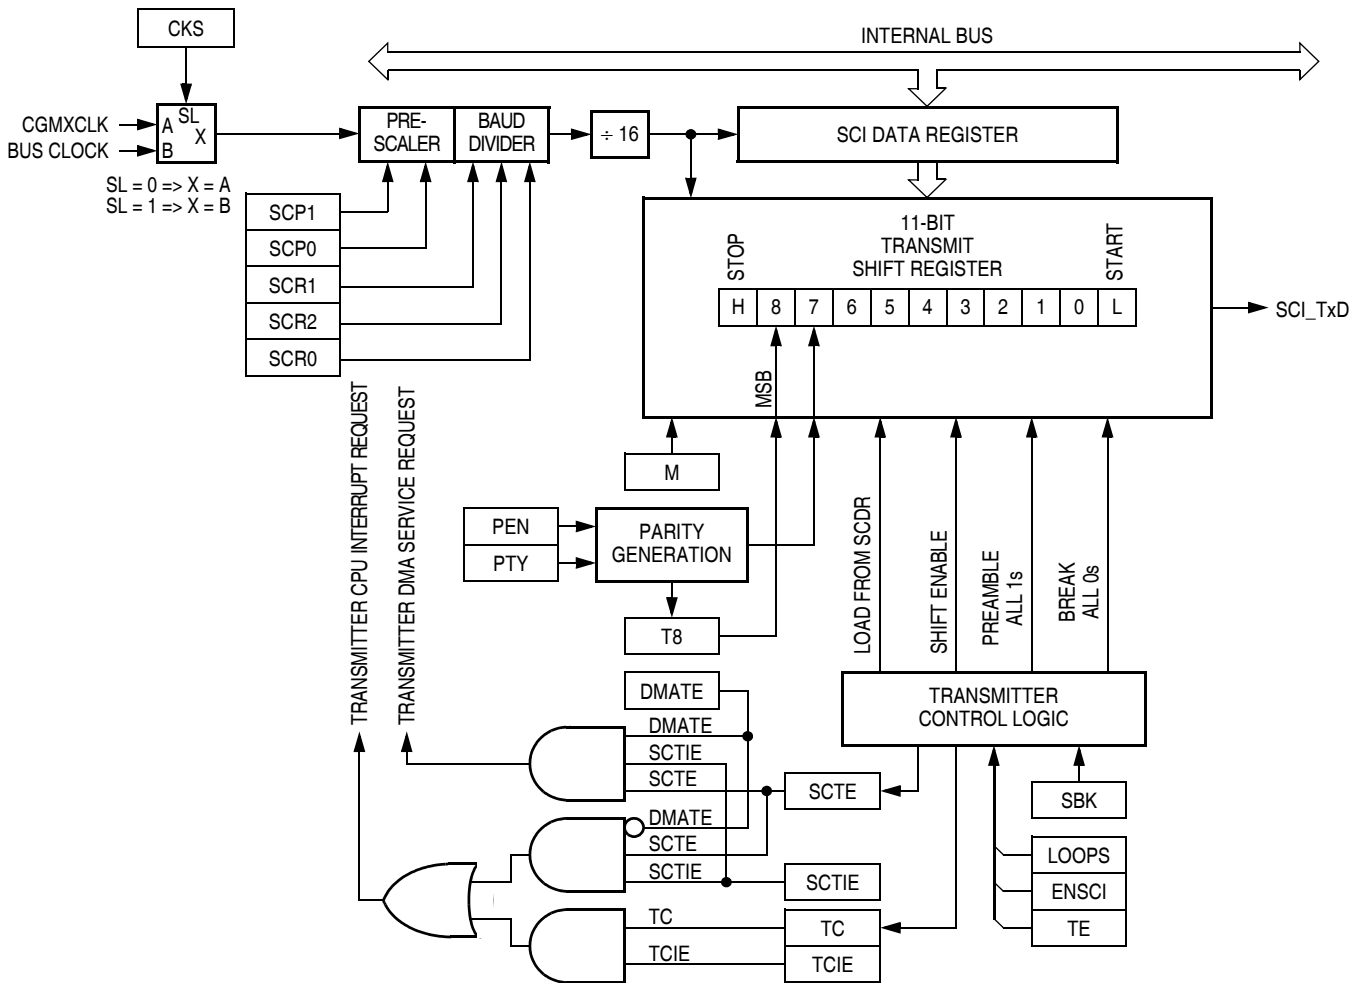 CKS
INTERNAL BUS
CGMXCLK
BUS CLOCK
SL
A
X
B
SL = 0 => X = A
SL = 1 => X = B
PRE-
SCALER
BAUD
DIVIDER
÷ 16
SCI DATA REGISTER
SCP1
SCP0
SCR1
SCR2
SCR0
11-BIT
TRANSMIT
SHIFT REGISTER
STOP
START
H 8 7 6 5 4 3 2 1 0 L
SCI_TxD
MSB
TRANSMITTER CPU INTERRUPT REQUEST
TRANSMITTER DMA SERVICE REQUEST
M
PEN
PTY
PARITY
GENERATION
T8
LOAD FROM SCDR
SHIFT ENABLE
PREAMBLE
ALL 1s
BREAK
ALL 0s
TRANSMITTER
CONTROL LOGIC
DMATE
DMATE
SCTIE
SCTE
SCTE
SBK
DMATE
SCTE
SCTIE
SCTIE
LOOPS
ENSCI
TE
TC
TC
TCIE
TCIE